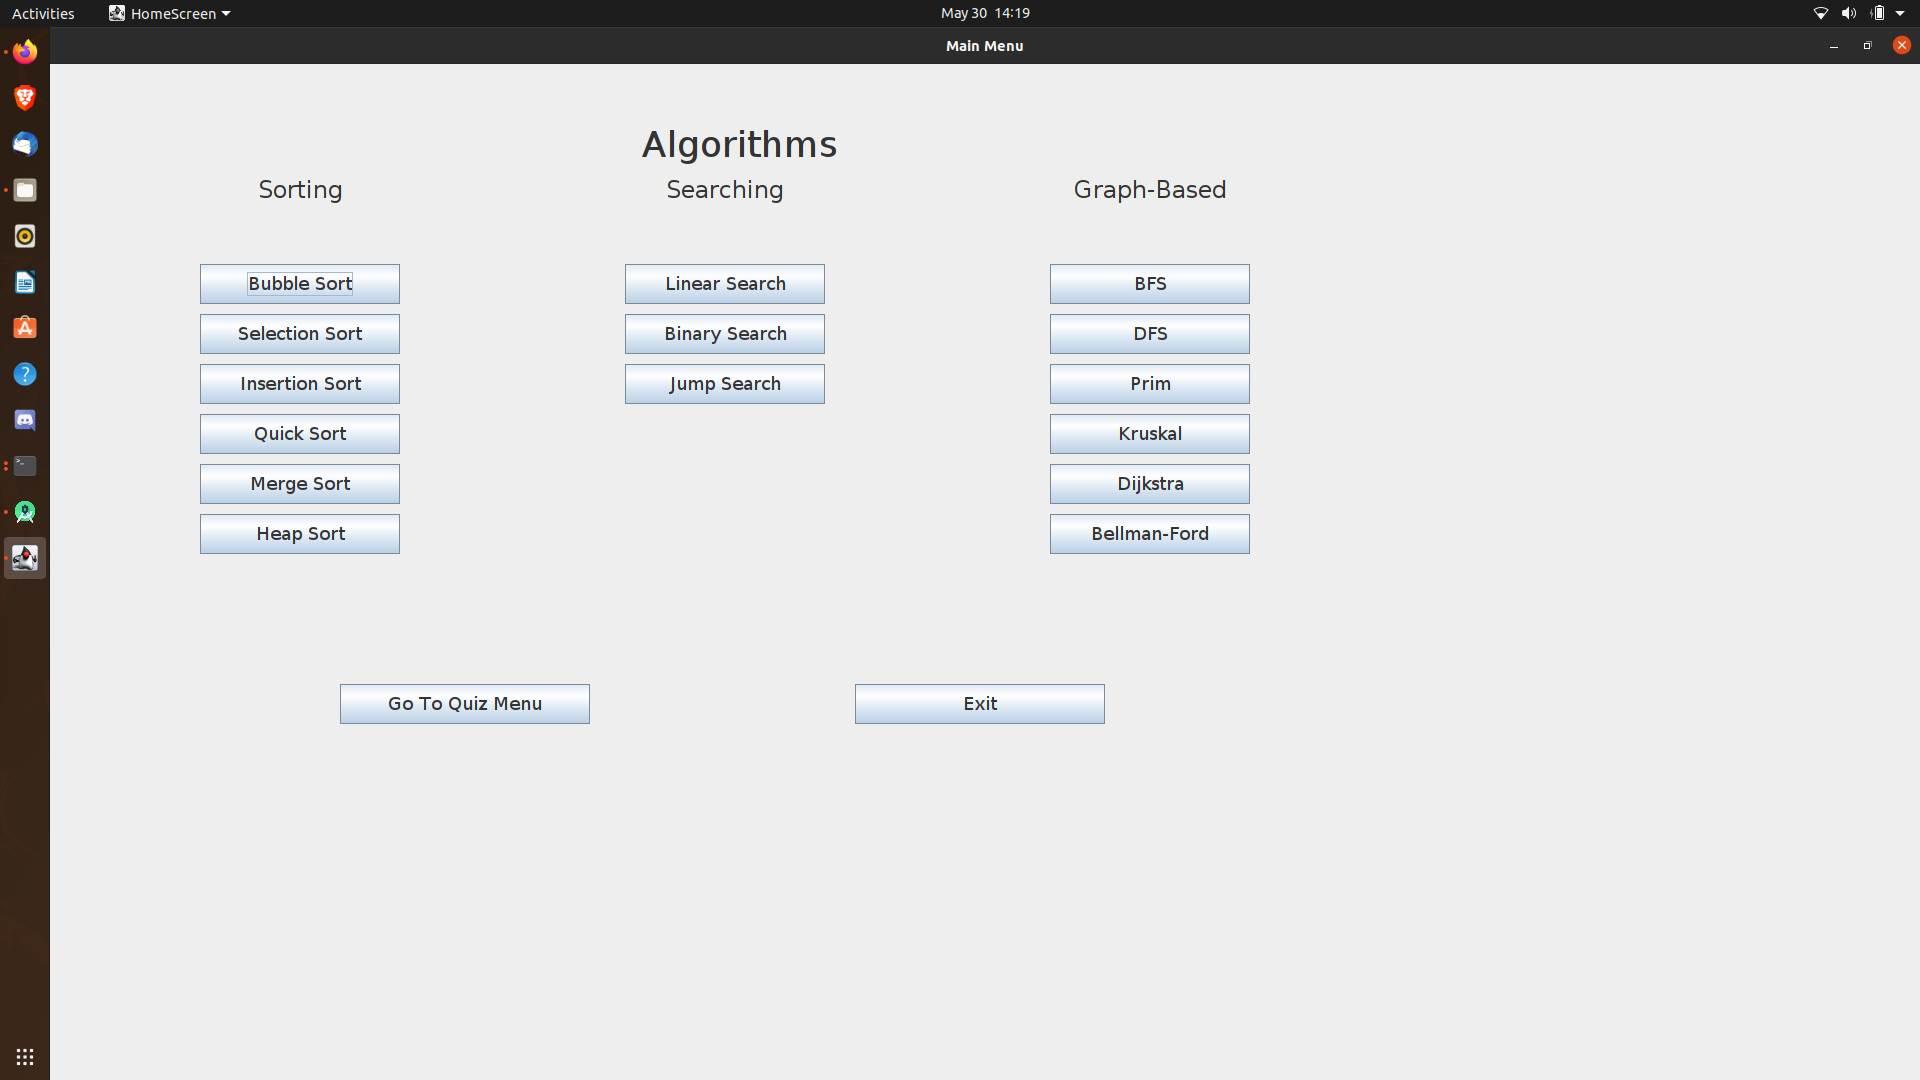 Activities
HomeScreen
May 30 14:19
Main Menu
Algorithms
Sorting
Searching
Graph-Based
Bubble Sort
Linear Search
BFS
Selection Sort
Binary Search
DFS
Insertion Sort
Jump Search
Prim
Quick Sort
Kruskal
Merge Sort
Dijkstra
Heap Sort
Bellman-Ford
Go To Quiz Menu
Exit